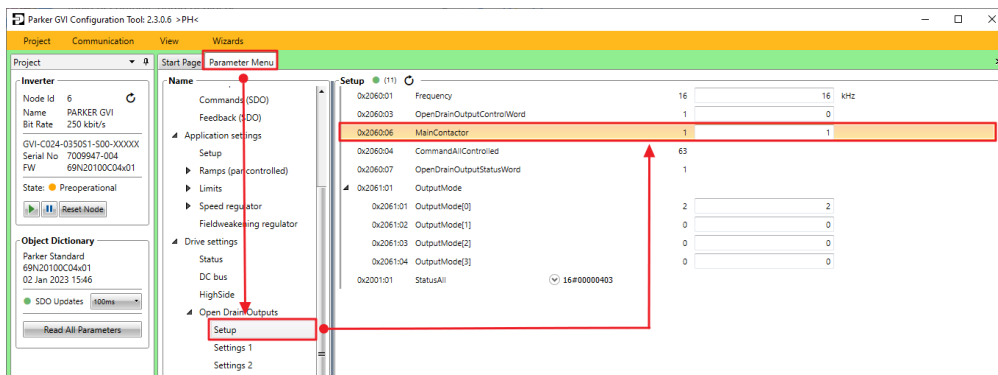 Parker GVI Configuration Tool: 2.3.0.6 >PH<
Project Communication View Wizards
Project
Start Page Parameter Menu
Inverter
Node Id 6
Name PARKER GVI
Bit Rate 250 kbit/s
GVI-C024-0350S1-S00-XXXXX
Serial No 7009947-004
FW 69N20100C04x01
State: Preoperational
Reset Node
Object Dictionary
Parker Standard
69N20100C04x01
02 Jan 2023 15:46
SDO Updates 100ms
Read All Parameters
Name
Commands (SDO)
Feedback (SDO)
Application settings
Setup
Ramps (par controlled)
Limits
Speed regulator
Fieldweakening regulator
Drive settings
Status
DC bus
HighSide
Open Drain Outputs
Setup
Settings 1
Settings 2
Setup (11)
0x2060:01 Frequency 16 16 kHz
0x2060:03 OpenDrainOutputControlWord 1 0
0x2060:06 MainContactor 1 1
0x2060:04 CommandAllControlled 63
0x2060:07 OpenDrainOutputStatusWord 1
0x2061:01 OutputMode
0x2061:01 OutputMode[0] 2 2
0x2061:02 OutputMode[1] 0 0
0x2061:03 OutputMode[2] 0 0
0x2061:04 OutputMode[3] 0 0
0x2001:01 StatusAll 16#00000403